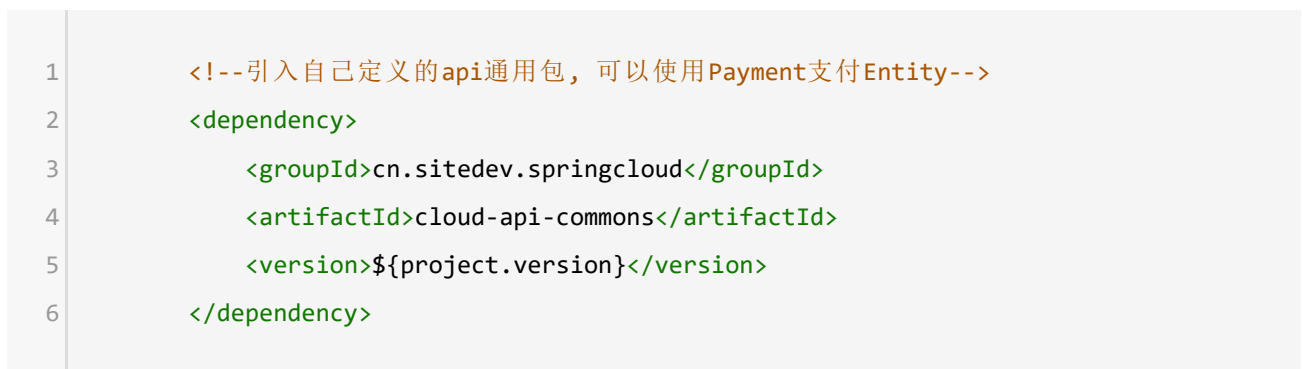 1 <!--引入自己定义的api通用包, 可以使用Payment支付Entity-->
2 <dependency>
3 <groupId>cn.sitedev.springcloud</groupId>
4 <artifactId>cloud-api-commons</artifactId>
5 <version>${project.version}</version>
6 </dependency>